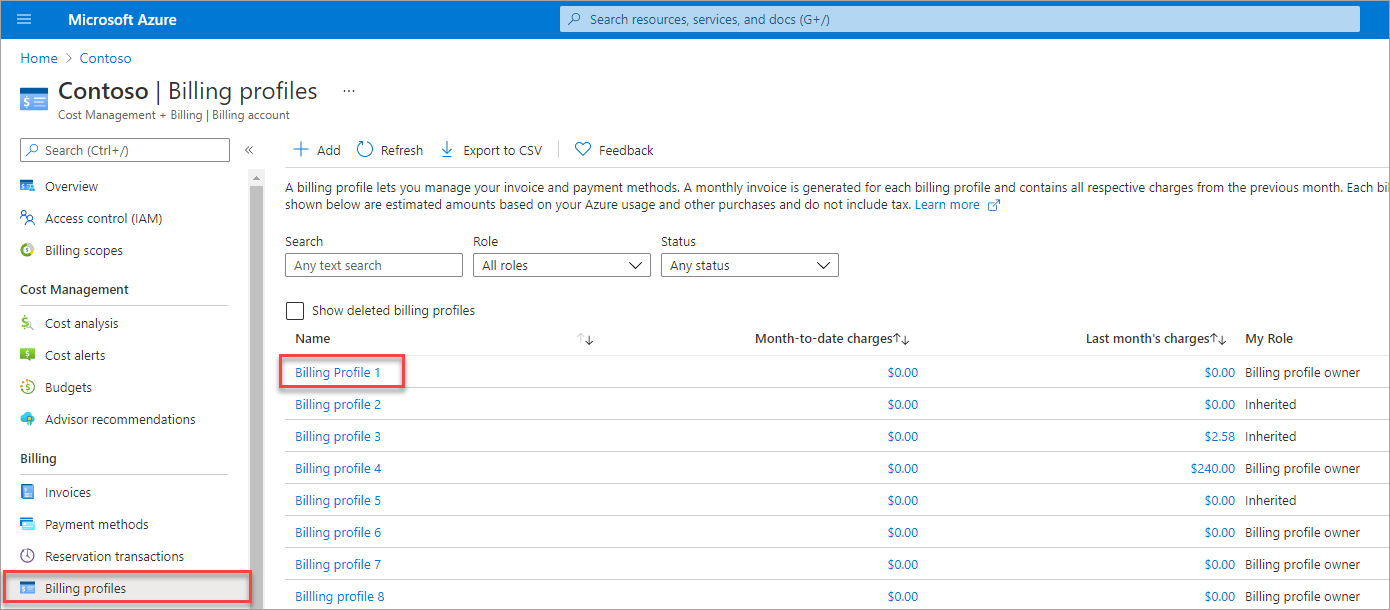 Microsoft Azure
Search resources, services, and docs (G+/)
Home > Contoso
Contoso | Billing profiles ...
Cost Management + Billing | Billing account
Search (Ctrl+/) «
Overview
Access control (IAM)
Billing scopes
Cost Management
Cost analysis
Cost alerts
Budgets
Advisor recommendations
Billing
Invoices
Payment methods
Reservation transactions
Billing profiles
+ Add Refresh Export to CSV Feedback
A billing profile lets you manage your invoice and payment methods. A monthly invoice is generated for each billing profile and contains all respective charges from the previous month. Each bil
shown below are estimated amounts based on your Azure usage and other purchases and do not include tax. Learn more
Search Role Status
Any text search All roles Any status
Show deleted billing profiles
Name ↑↓ Month-to-date charges↑↓ Last month's charges↑↓ My Role
Billing Profile 1 $0.00 $0.00 Billing profile owner
Billing profile 2 $0.00 $0.00 Inherited
Billing profile 3 $0.00 $2.58 Inherited
Billing profile 4 $0.00 $240.00 Billing profile owner
Billing profile 5 $0.00 $0.00 Inherited
Billing profile 6 $0.00 $0.00 Billing profile owner
Billing profile 7 $0.00 $0.00 Billing profile owner
Billling profile 8 $0.00 $0.00 Billing profile owner